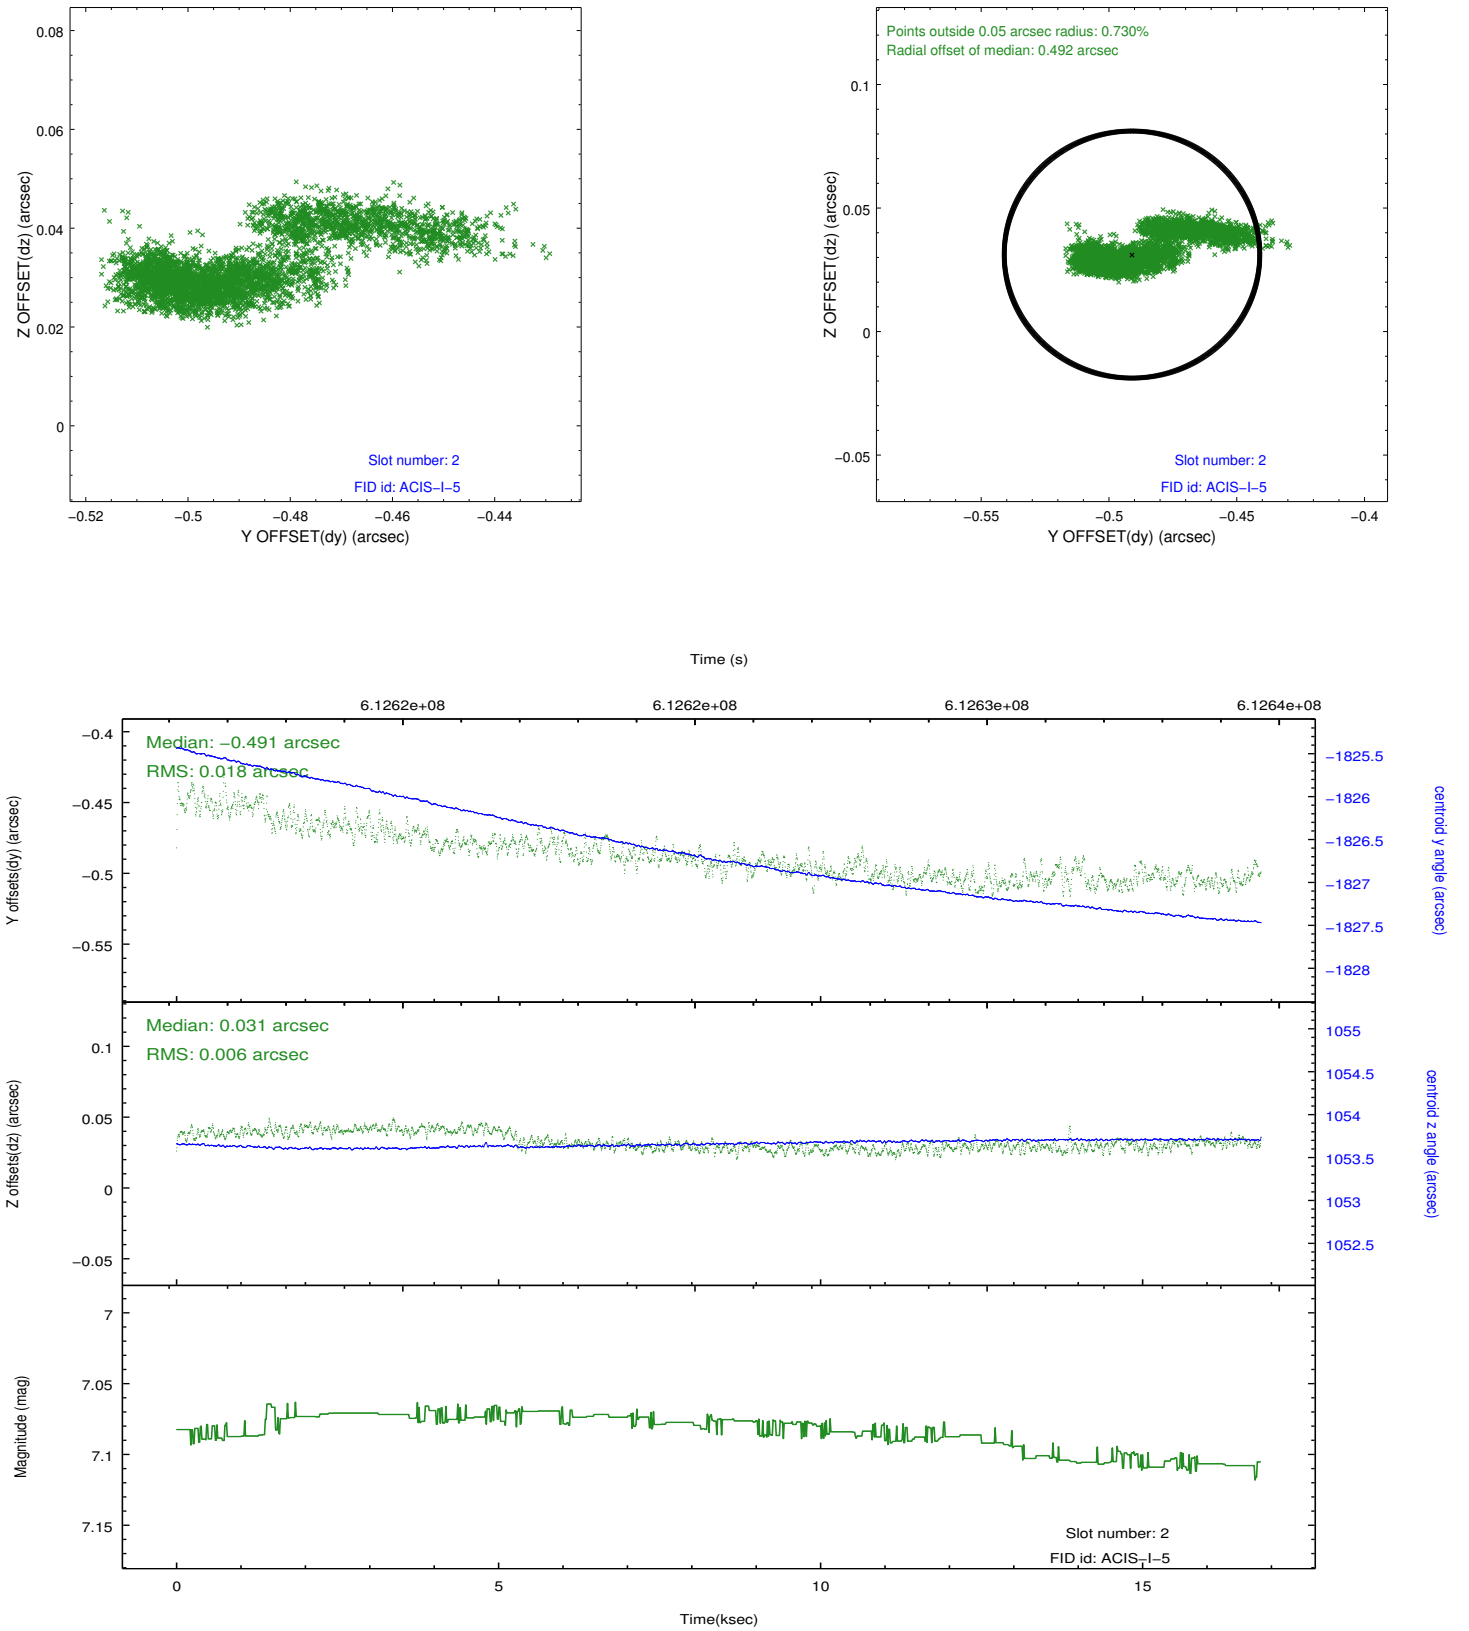 0.08
0.06
0.04
0.02
0
Z OFFSET(dz) (arcsec)
Slot number: 2
FID id: ACIS−I−5
−0.52
−0.5
−0.48
−0.46
−0.44
Y OFFSET(dy) (arcsec)
Points outside 0.05 arcsec radius: 0.730%
Radial offset of median: 0.492 arcsec
0.1
0.05
0
−0.05
Z OFFSET(dz) (arcsec)
Slot number: 2
FID id: ACIS−I−5
−0.55
−0.5
−0.45
−0.4
Y OFFSET(dy) (arcsec)
Time (s)
6.1262e+08
6.1262e+08
6.1263e+08
6.1264e+08
Median: −0.491 arcsec
RMS: 0.018 arcsec
−0.4
−0.45
−0.5
−0.55
Y offsets(dy) (arcsec)
−1825.5
−1826
−1826.5
−1827
−1827.5
−1828
centroid y angle (arcsec)
Median: 0.031 arcsec
RMS: 0.006 arcsec
0.1
0.05
0
−0.05
Z offsets(dz) (arcsec)
1055
1054.5
1054
1053.5
1053
1052.5
centroid z angle (arcsec)
7
7.05
7.1
7.15
Magnitude (mag)
Slot number: 2
FID id: ACIS−I−5
0
5
10
15
Time(ksec)